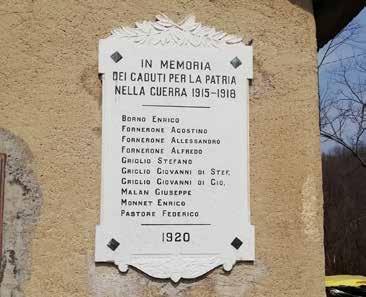 IN MEMORIA
DEI CADUTI PER LA PATRIA
NELLA GUERRA 1915-1918
BORNO ENRICO
FORNERONE AGOSTINO
FORNERONE ALLESSANDRO
FORNERONE ALFREDO
GRIGLIO STEFANO
GRIGLIO GIOVANNI DI STEF.
GRIGLIO GIOVANNI DI GIO.
MALAN GIUSEPPE
MONNET ENRICO
PASTORE FEDERICO
1920